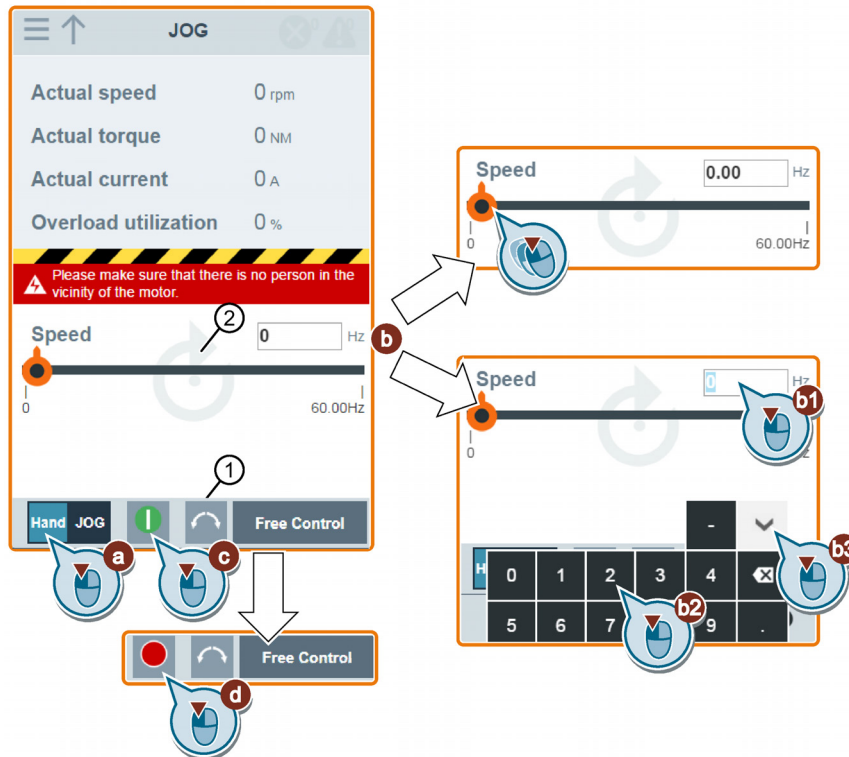 JOG
Actual speed 0 rpm
Actual torque 0 NM
Actual current 0 A
Overload utilization 0 %
Please make sure that there is no person in the
vicinity of the motor.
2
Speed 0 Hz
0 60.00Hz
1
Hand JOG Free Control
a
c
Free Control
d
b
Speed 0.00 Hz
0 60.00Hz
Speed 0 Hz
b1
0
-
b3
H 0 1 2 3 4
b2
5 6 7 9 .